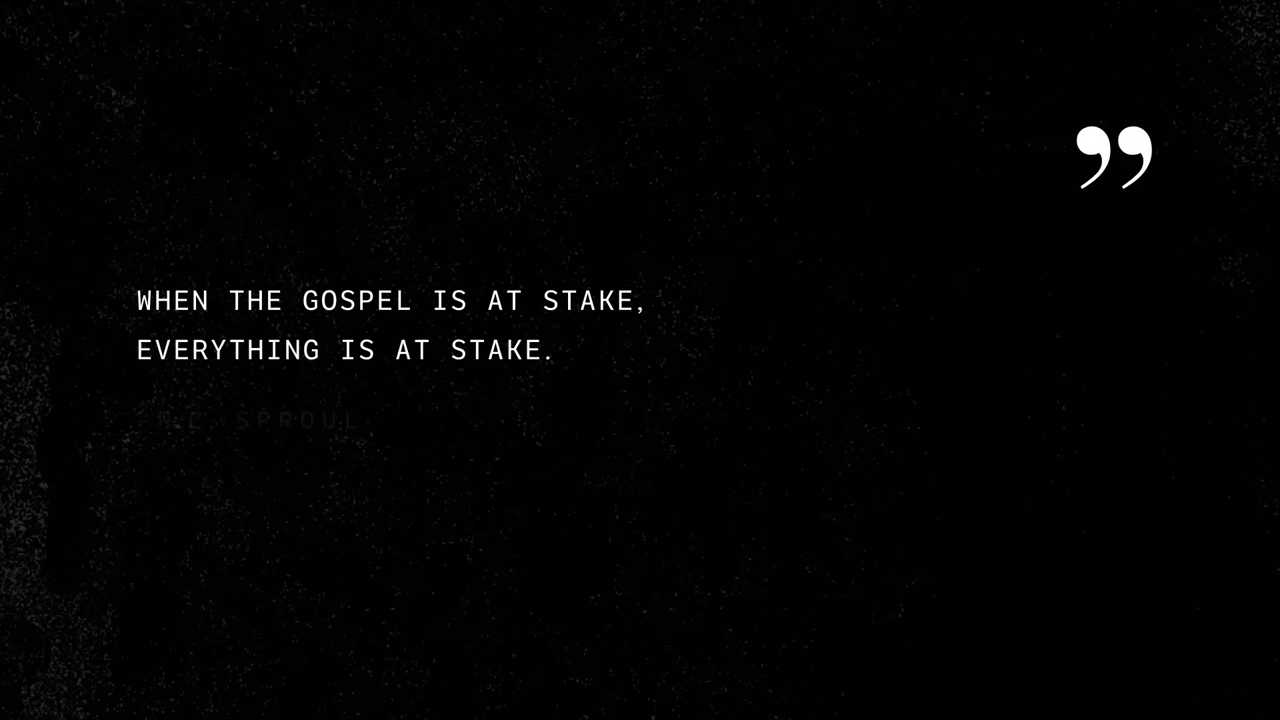 ”
WHEN THE GOSPEL IS AT STAKE,
EVERYTHING IS AT STAKE.
R.C. SPROUL